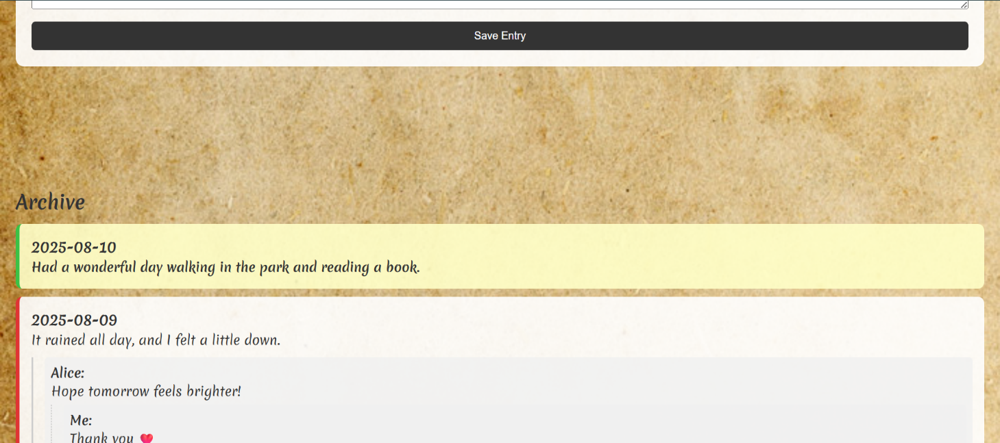 Save Entry
Archive
2025-08-10
Had a wonderful day walking in the park and reading a book.
2025-08-09
It rained all day, and I felt a little down.
Alice:
Hope tomorrow feels brighter!
Me:
Thank you ❤️